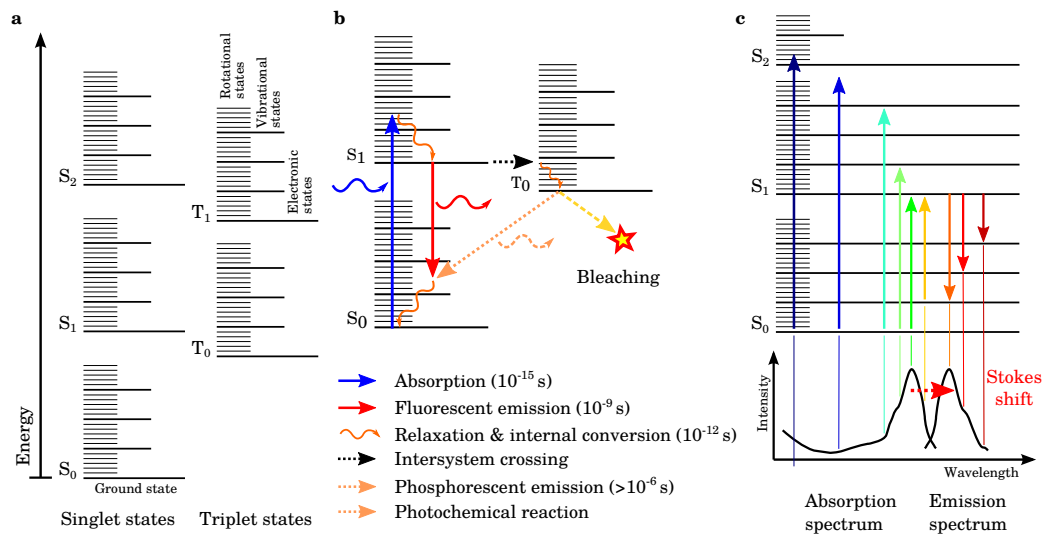 a
Energy
S2
S1
S0
Ground state
Singlet states
Rotational
states
Vibrational
states
Electronic
states
T1
T0
Triplet states
b
S1
T0
S0
Bleaching
Absorption (10-15 s)
Fluorescent emission (10-9 s)
Relaxation & internal conversion (10-12 s)
Intersystem crossing
Phosphorescent emission (>10-6 s)
Photochemical reaction
c
S2
S1
S0
Intensity
Stokes
shift
Wavelength
Absorption
spectrum
Emission
spectrum